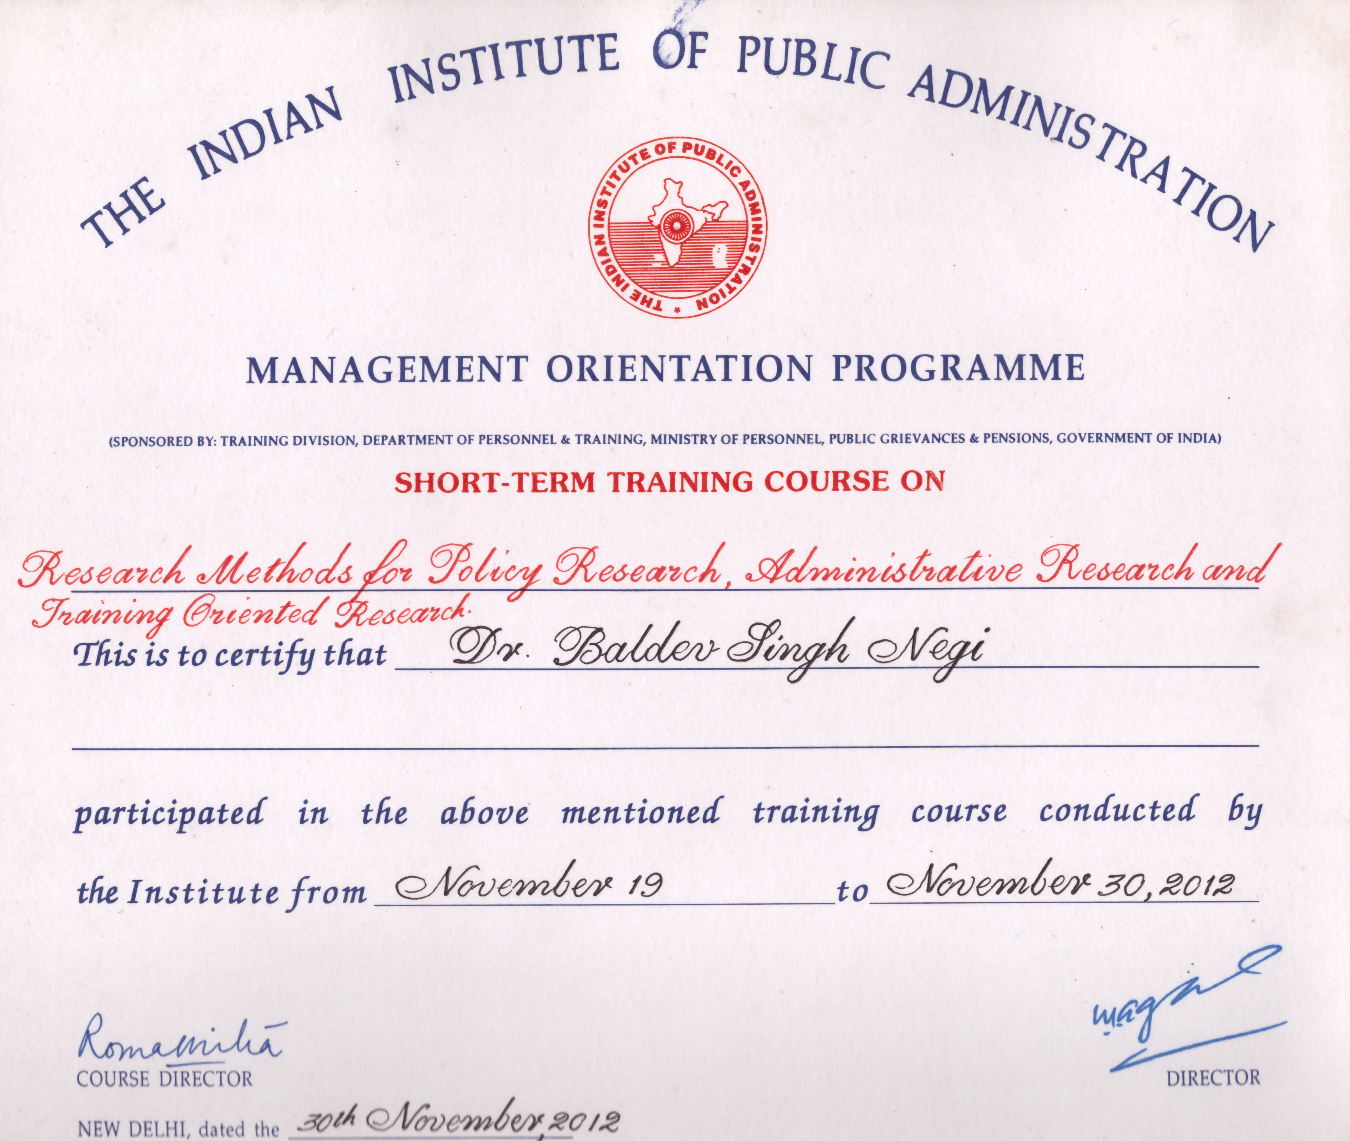 THE INDIAN INSTITUTE OF PUBLIC ADMINISTRATION
THE INDIAN INSTITUTE OF PUBLIC ADMINISTRATION
MANAGEMENT ORIENTATION PROGRAMME
(SPONSORED BY: TRAINING DIVISION, DEPARTMENT OF PERSONNEL & TRAINING, MINISTRY OF PERSONNEL, PUBLIC GRIEVANCES & PENSIONS, GOVERNMENT OF INDIA)
SHORT-TERM TRAINING COURSE ON
Research Methods for Policy Research, Administrative Research and
Training Oriented Research.
This is to certify that Dr. Baldev Singh Negi
participated in the above mentioned training course conducted by
the Institute from November 19 to November 30, 2012
COURSE DIRECTOR
DIRECTOR
NEW DELHI, dated the 30th November, 2012